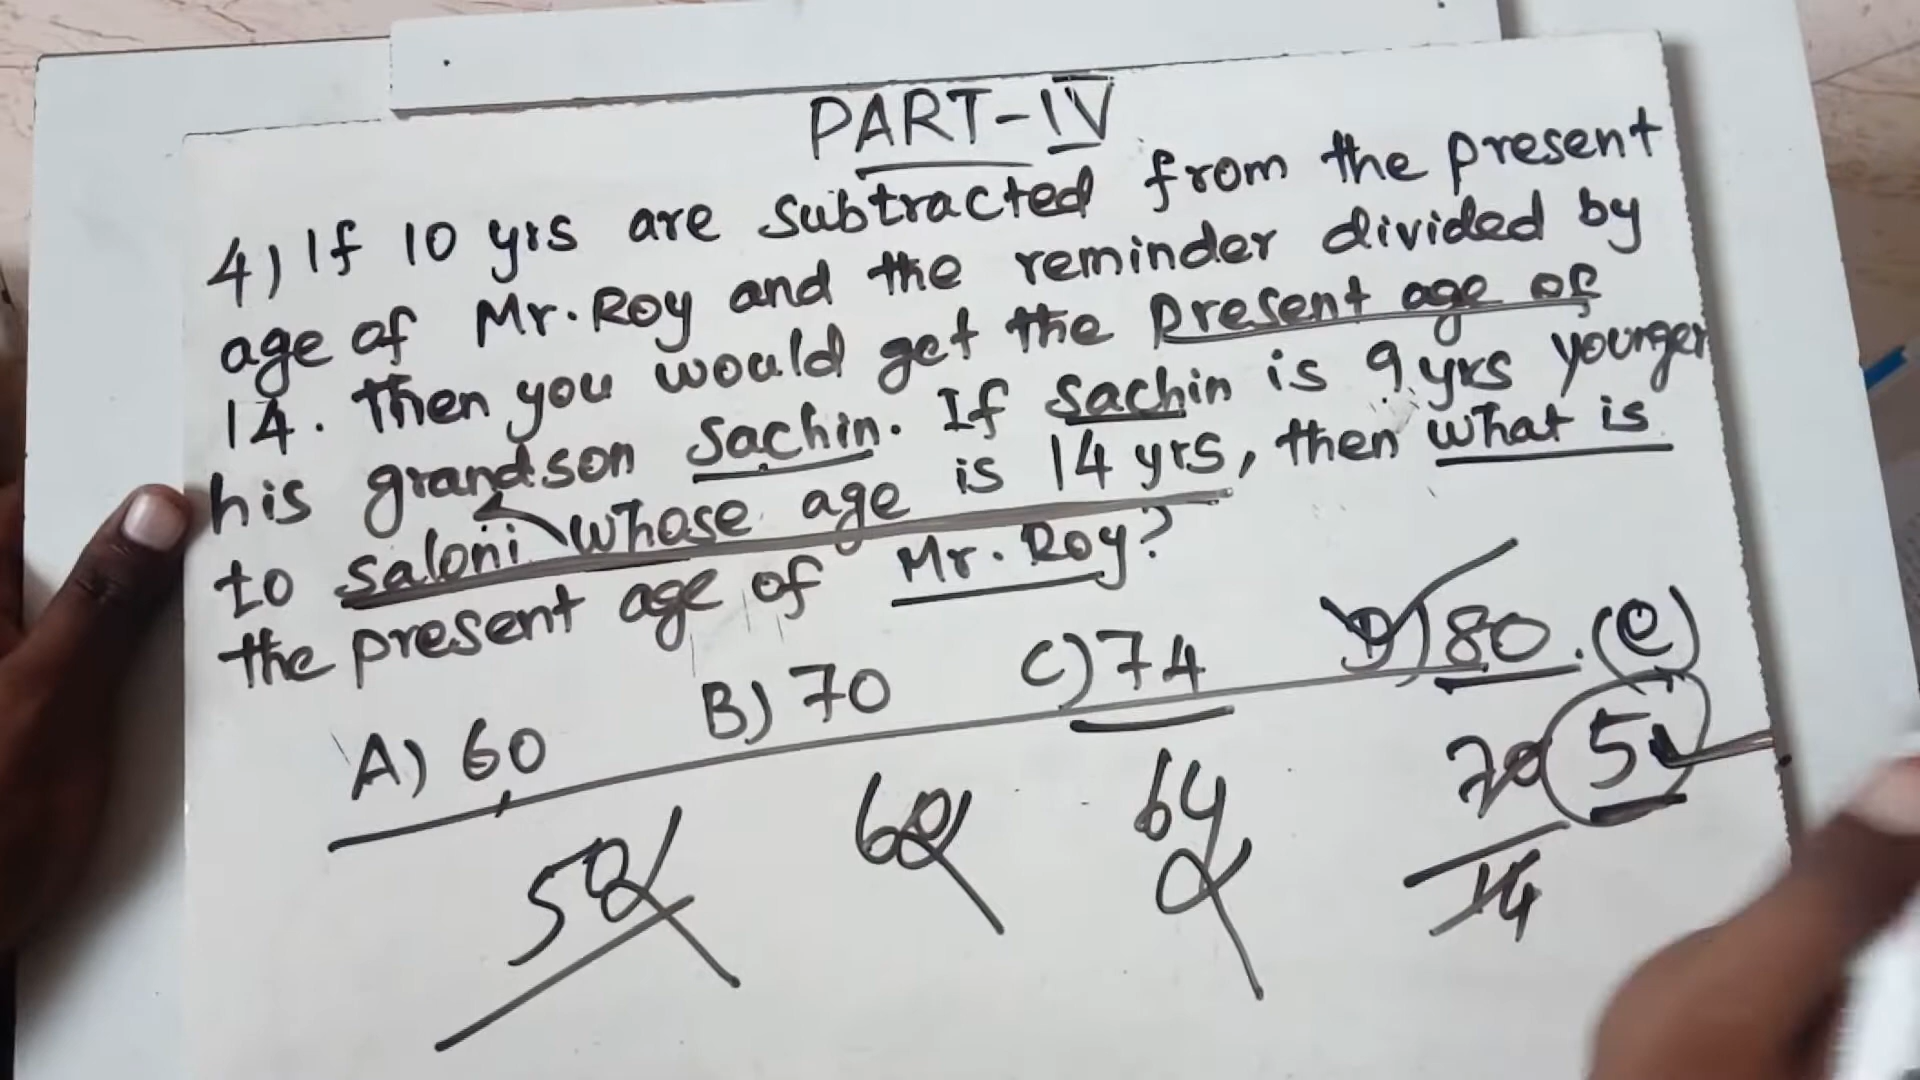 PART-IV
4) If 10 yrs are subtracted from the present
age of Mr. Roy and the reminder divided by
14. Then you would get the present age of
his grandson Sachin. If Sachin is 9 yrs younger
to Saloni whose age is 14 yrs, then what is
the present age of Mr. Roy?
A) 60 B) 70 C) 74 D) 80. (e)
50 60 64 70 5
14